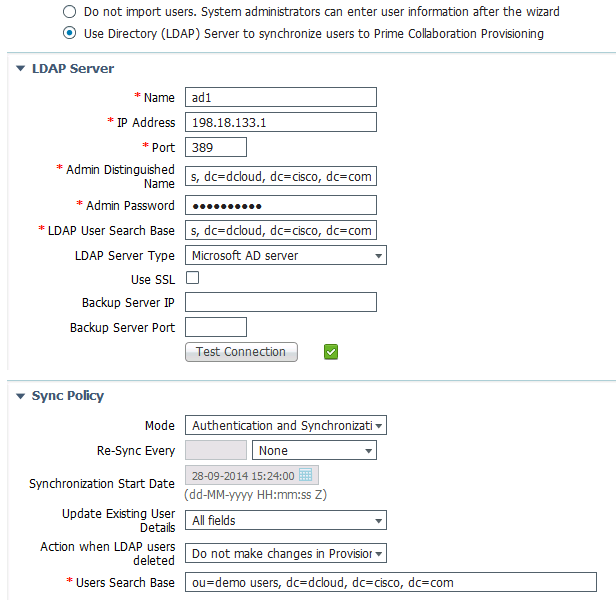 Do not import users. System administrators can enter user information after the wizard
Use Directory (LDAP) Server to synchronize users to Prime Collaboration Provisioning
LDAP Server
* Name ad1
* IP Address 198.18.133.1
* Port 389
* Admin Distinguished
Name s, dc=dcloud, dc=cisco, dc=com
* Admin Password ●●●●●●●●●●
* LDAP User Search Base s, dc=dcloud, dc=cisco, dc=com
LDAP Server Type Microsoft AD server
Use SSL
Backup Server IP
Backup Server Port
Test Connection
Sync Policy
Mode Authentication and Synchronizati
Re-Sync Every None
Synchronization Start Date 28-09-2014 15:24:00
(dd-MM-yyyy HH:mm:ss Z)
Update Existing User
Details All fields
Action when LDAP users
deleted Do not make changes in Provision
* Users Search Base ou=demo users, dc=dcloud, dc=cisco, dc=com